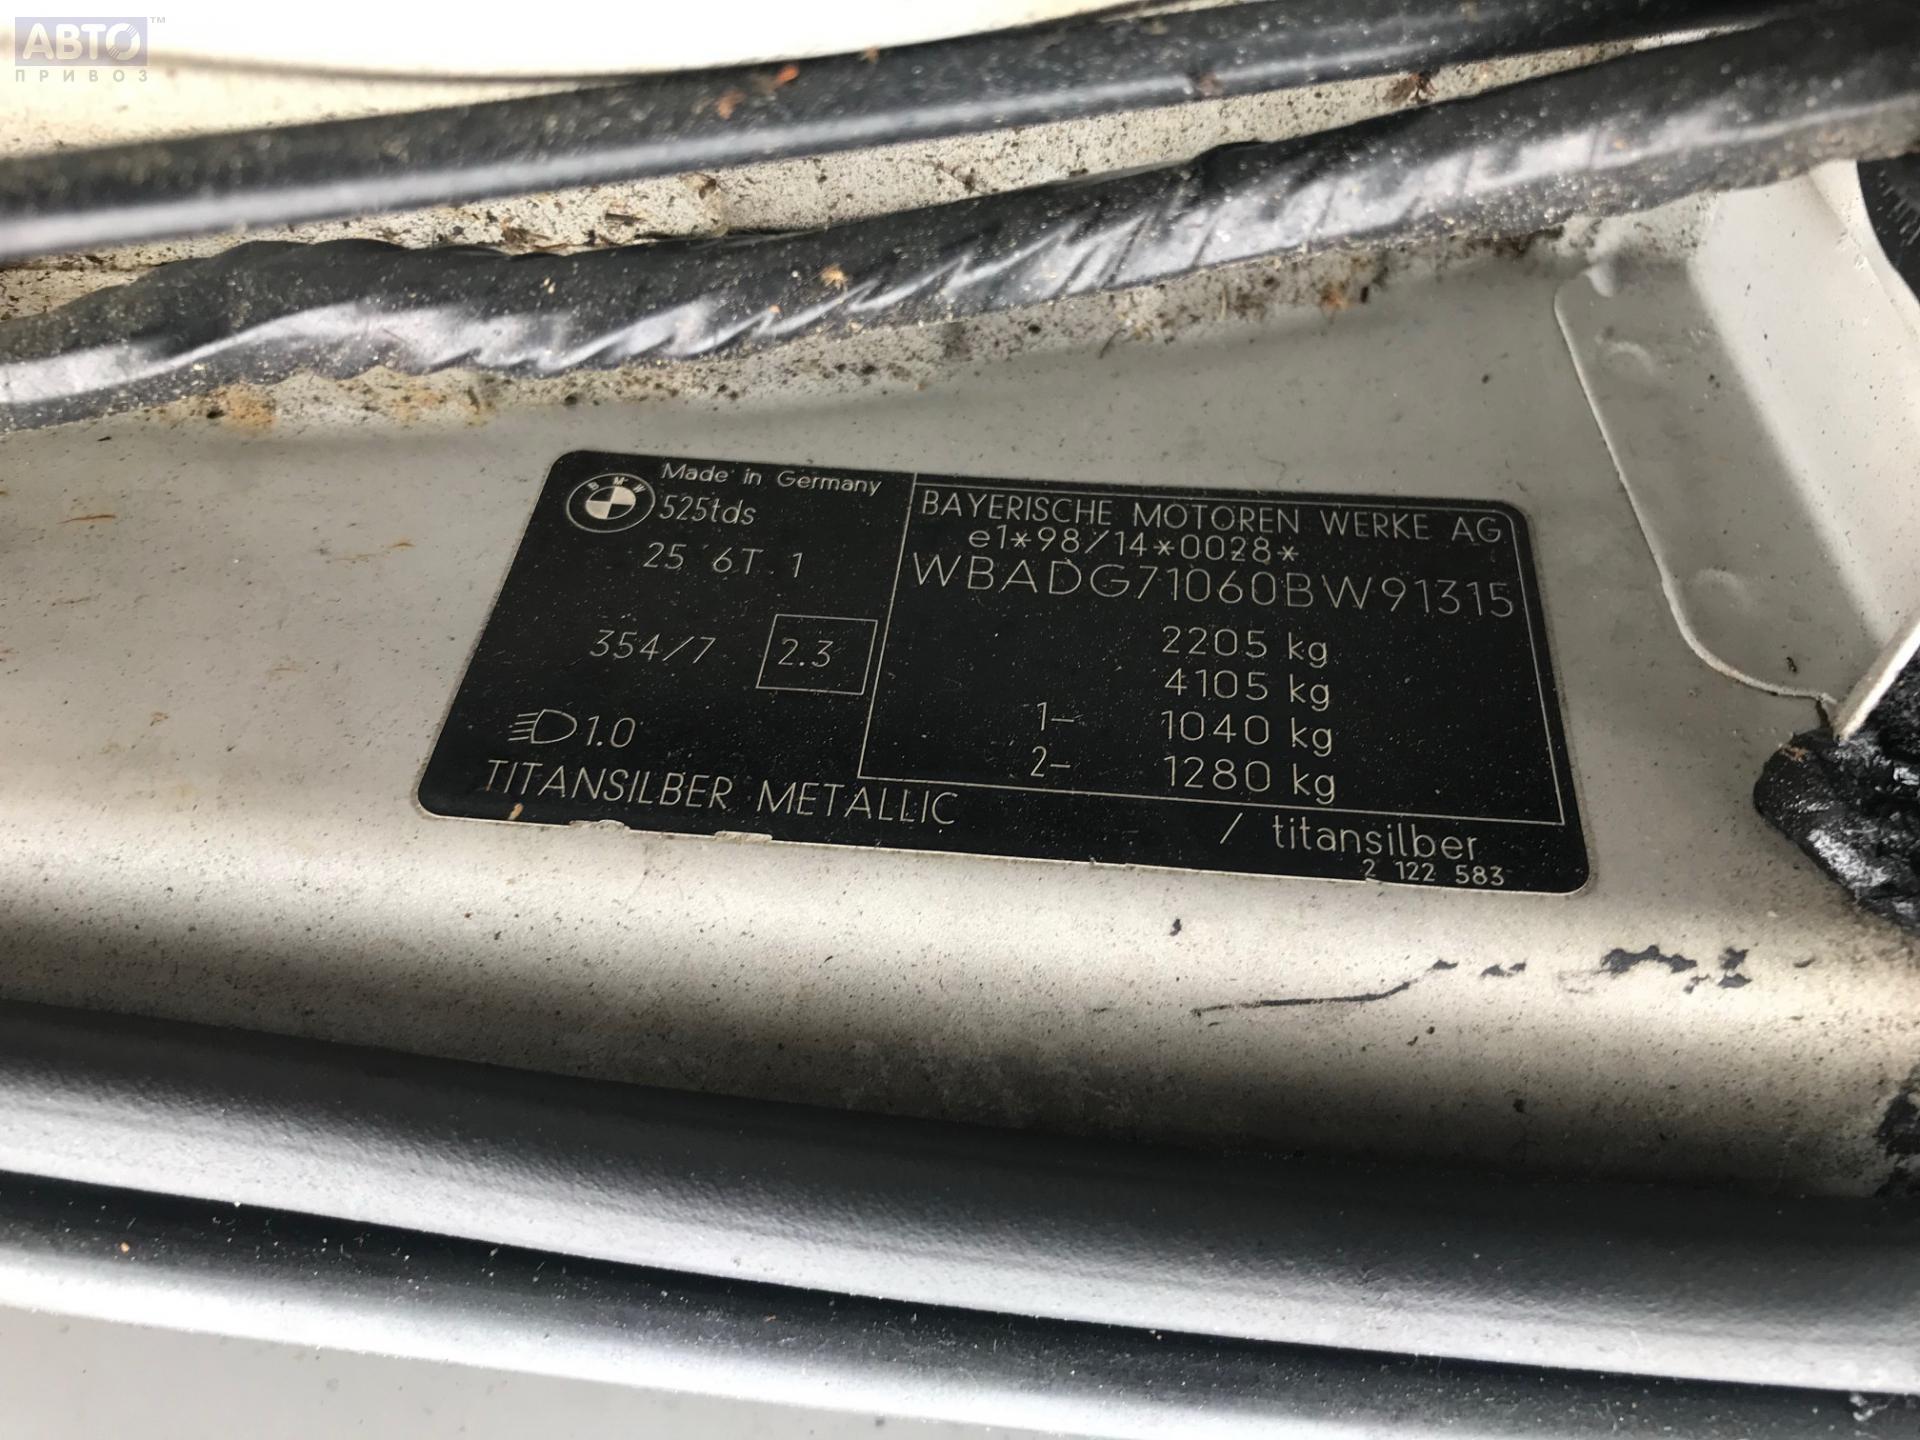 АВТО™
ПРИВОЗ
BMW
Made in Germany
525tds
25 6T 1
354/7 2.3
1.0
TITANSILBER METALLIC
BAYERISCHE MOTOREN WERKE AG
e1*98/14*0028*
WBADG71060BW91315
2205 kg
4105 kg
1- 1040 kg
2- 1280 kg
/ titansilber
2 122 583